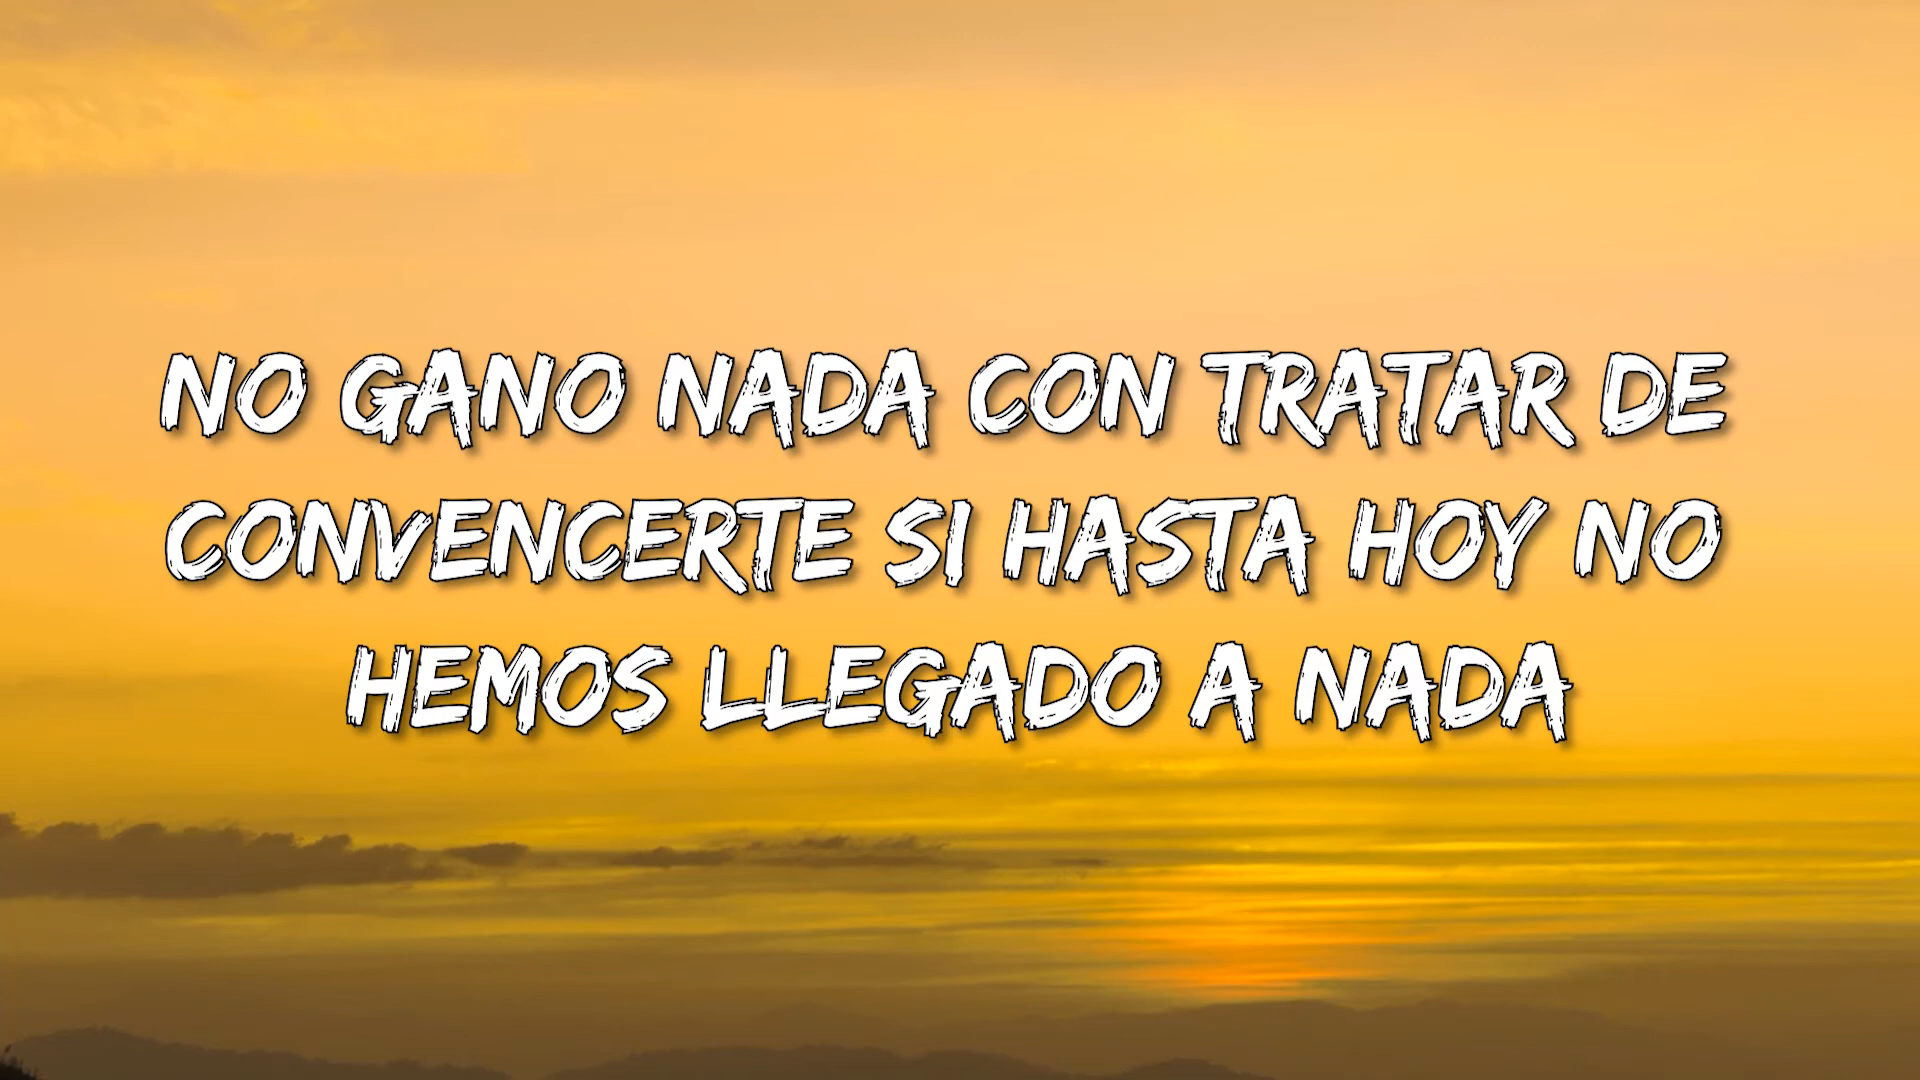 NO GANO NADA CON TRATAR DE
CONVENCERTE SI HASTA HOY NO
HEMOS LLEGADO A NADA